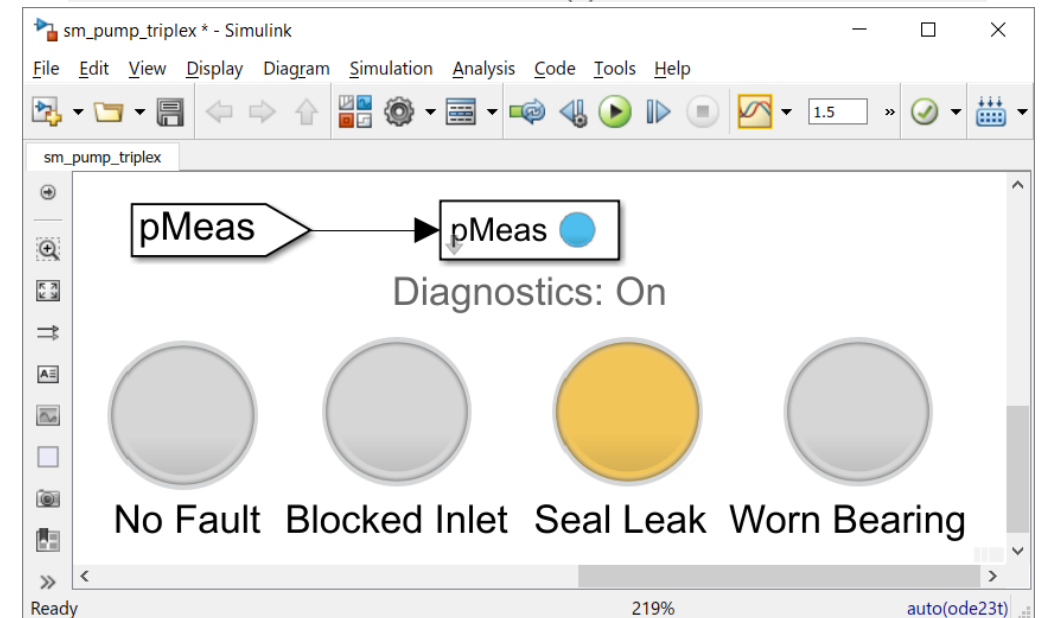 sm_pump_triplex * - Simulink
File Edit View Display Diagram Simulation Analysis Code Tools Help
1.5 »
sm_pump_triplex
pMeas pMeas
Diagnostics: On
No Fault Blocked Inlet Seal Leak Worn Bearing
Ready 219% auto(ode23t)